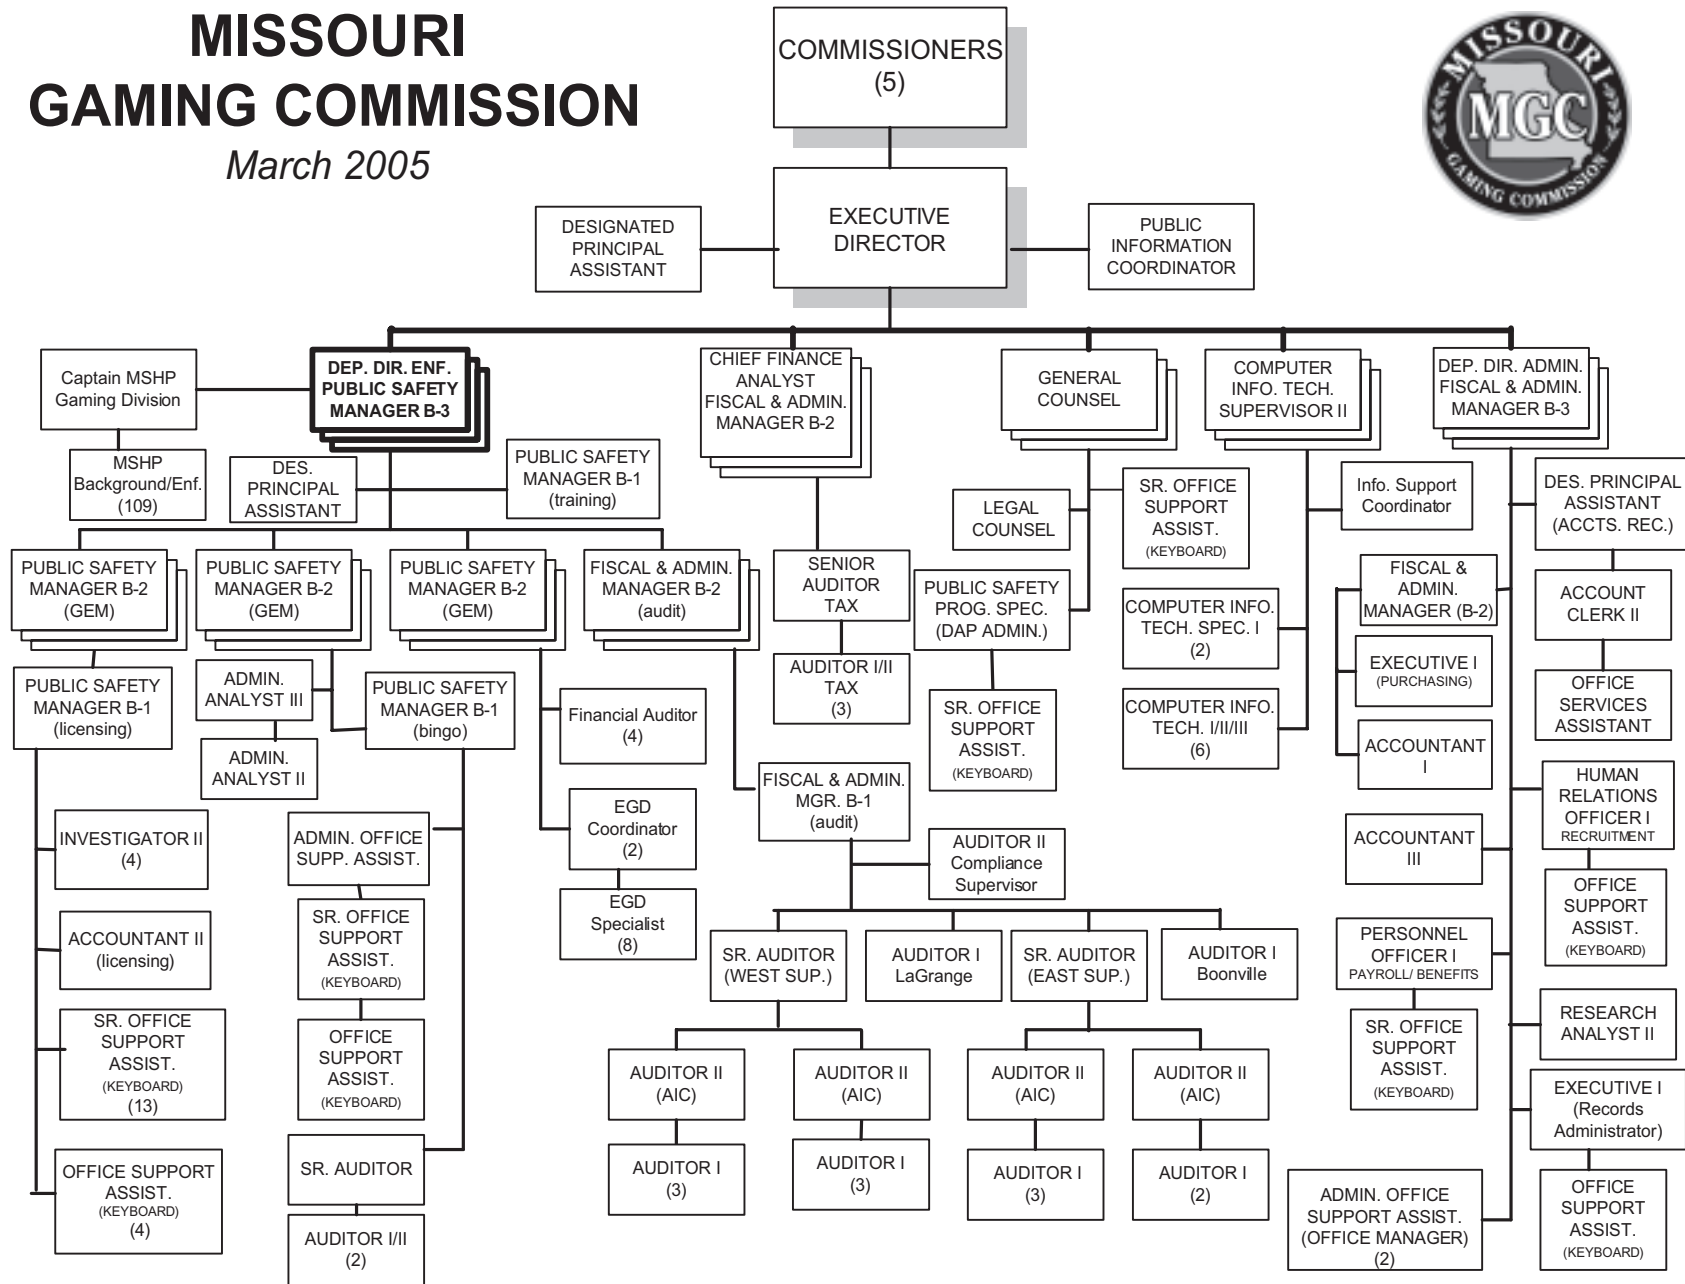 MISSOURI
GAMING COMMISSION
March 2005
COMMISSIONERS
(5)
MISSOURI
MGC
GAMING COMMISSION
EXECUTIVE
DIRECTOR
DESIGNATED
PRINCIPAL
ASSISTANT
PUBLIC
INFORMATION
COORDINATOR
Captain MSHP
Gaming Division
DEP. DIR. ENF.
PUBLIC SAFETY
MANAGER B-3
CHIEF FINANCE
ANALYST
FISCAL & ADMIN.
MANAGER B-2
GENERAL
COUNSEL
COMPUTER
INFO. TECH.
SUPERVISOR II
DEP. DIR. ADMIN.
FISCAL & ADMIN.
MANAGER B-3
MSHP
Background/Enf.
(109)
DES.
PRINCIPAL
ASSISTANT
PUBLIC SAFETY
MANAGER B-1
(training)
LEGAL
COUNSEL
SR. OFFICE
SUPPORT
ASSIST.
(KEYBOARD)
Info. Support
Coordinator
DES. PRINCIPAL
ASSISTANT
(ACCTS. REC.)
PUBLIC SAFETY
MANAGER B-2
(GEM)
PUBLIC SAFETY
MANAGER B-2
(GEM)
PUBLIC SAFETY
MANAGER B-2
(GEM)
FISCAL & ADMIN.
MANAGER B-2
(audit)
SENIOR
AUDITOR
TAX
PUBLIC SAFETY
PROG. SPEC.
(DAP ADMIN.)
COMPUTER INFO.
TECH. SPEC. I
(2)
FISCAL &
ADMIN.
MANAGER (B-2)
ACCOUNT
CLERK II
PUBLIC SAFETY
MANAGER B-1
(licensing)
ADMIN.
ANALYST III
ADMIN.
ANALYST II
PUBLIC SAFETY
MANAGER B-1
(bingo)
Financial Auditor
(4)
AUDITOR I/II
TAX
(3)
SR. OFFICE
SUPPORT
ASSIST.
(KEYBOARD)
COMPUTER INFO.
TECH. I/II/III
(6)
EXECUTIVE I
(PURCHASING)
ACCOUNTANT
I
OFFICE
SERVICES
ASSISTANT
INVESTIGATOR II
(4)
ADMIN. OFFICE
SUPP. ASSIST.
EGD
Coordinator
(2)
FISCAL & ADMIN.
MGR. B-1
(audit)
AUDITOR II
Compliance
Supervisor
ACCOUNTANT
III
HUMAN
RELATIONS
OFFICER I
RECRUITMENT
ACCOUNTANT II
(licensing)
SR. OFFICE
SUPPORT
ASSIST.
(KEYBOARD)
EGD
Specialist
(8)
SR. AUDITOR
(WEST SUP.)
AUDITOR I
LaGrange
SR. AUDITOR
(EAST SUP.)
AUDITOR I
Boonville
PERSONNEL
OFFICER I
PAYROLL/ BENEFITS
OFFICE
SUPPORT
ASSIST.
(KEYBOARD)
SR. OFFICE
SUPPORT
ASSIST.
(KEYBOARD)
(13)
OFFICE
SUPPORT
ASSIST.
(KEYBOARD)
AUDITOR II
(AIC)
AUDITOR II
(AIC)
AUDITOR II
(AIC)
AUDITOR II
(AIC)
SR. OFFICE
SUPPORT
ASSIST.
(KEYBOARD)
RESEARCH
ANALYST II
EXECUTIVE I
(Records
Administrator)
OFFICE SUPPORT
ASSIST.
(KEYBOARD)
(4)
SR. AUDITOR
AUDITOR I/II
(2)
AUDITOR I
(3)
AUDITOR I
(3)
AUDITOR I
(3)
AUDITOR I
(2)
ADMIN. OFFICE
SUPPORT ASSIST.
(OFFICE MANAGER)
(2)
OFFICE
SUPPORT
ASSIST.
(KEYBOARD)